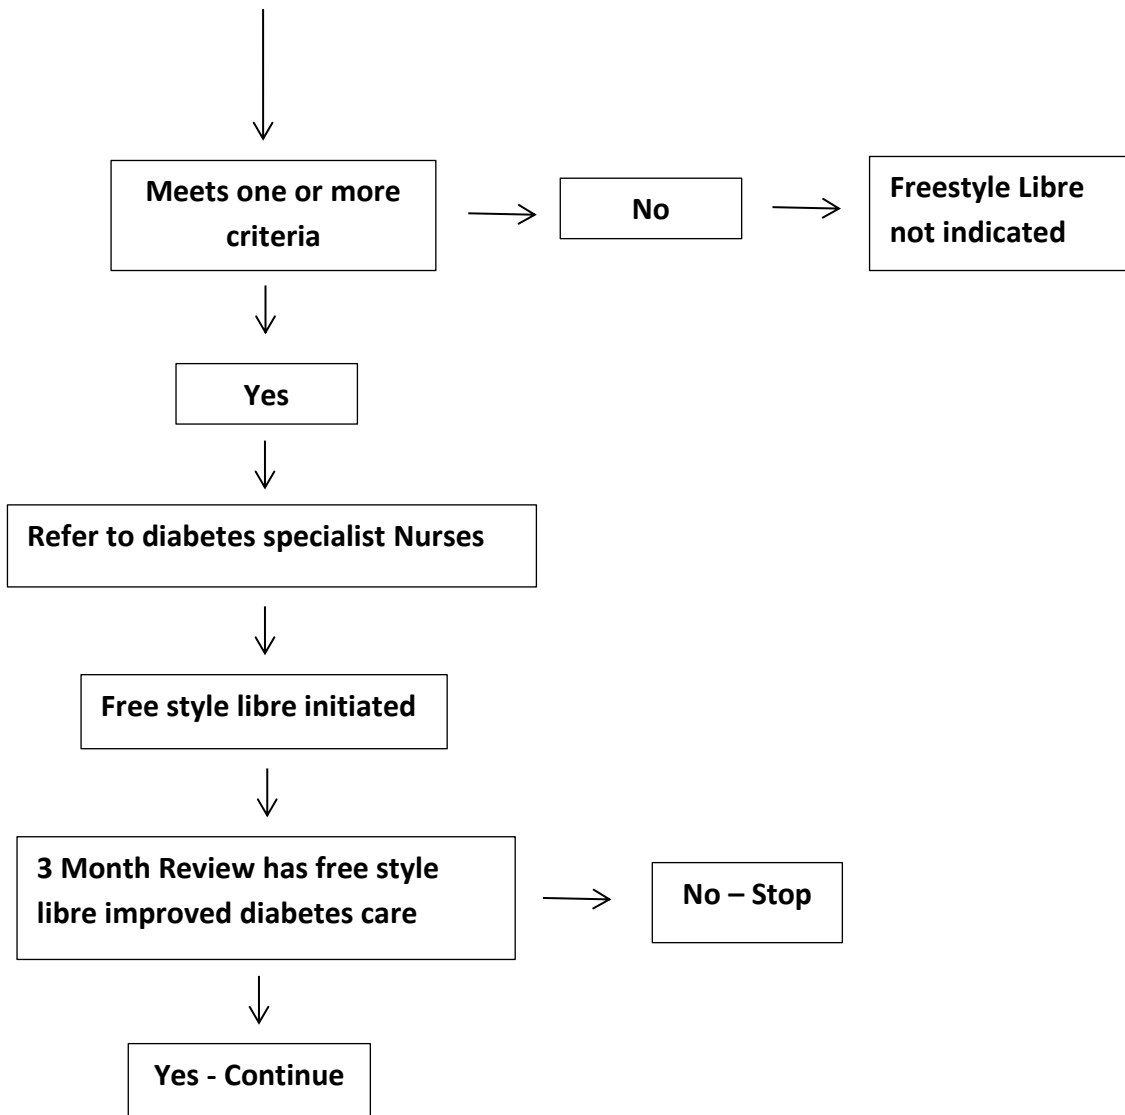 Meets one or more
criteria
No
Freestyle Libre
not indicated
Yes
Refer to diabetes specialist Nurses
Free style libre initiated
3 Month Review has free style
libre improved diabetes care
No – Stop
Yes - Continue